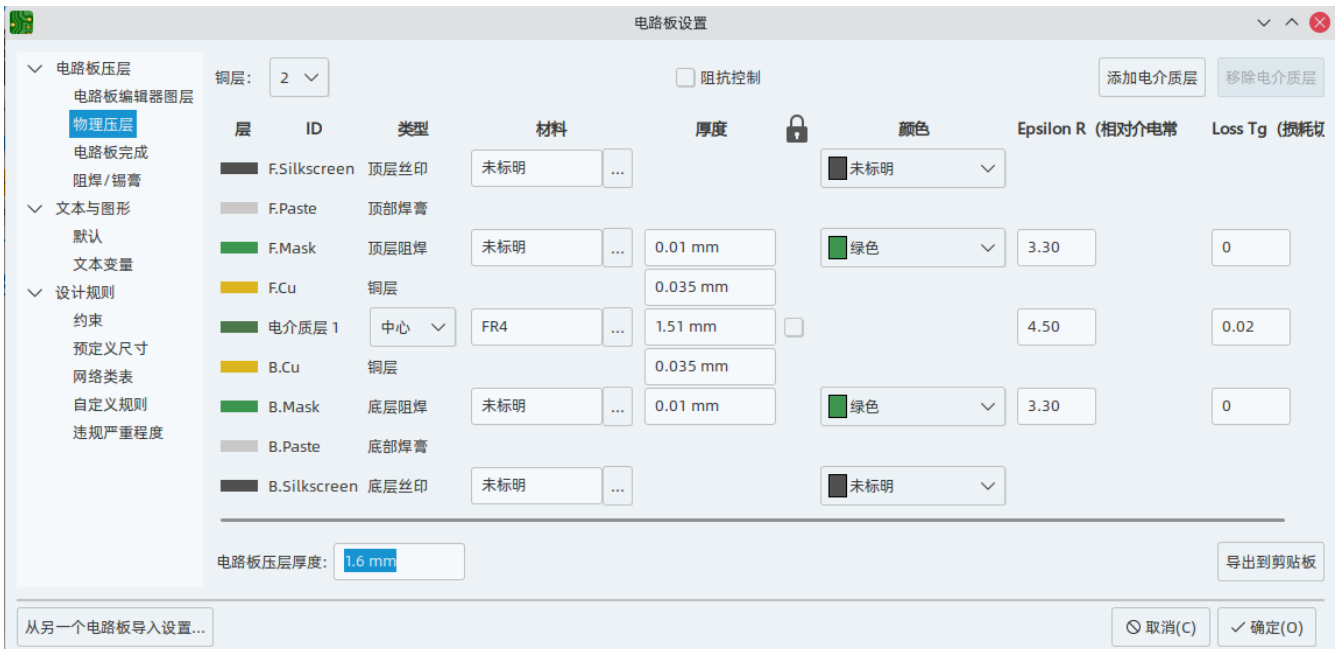 电路板设置
电路板压层
电路板编辑器图层
物理压层
电路板完成
阻焊/锡膏
文本与图形
默认
文本变量
设计规则
约束
预定义尺寸
网络类表
自定义规则
违规严重程度
铜层: 2 阻抗控制 添加电介质层 移除电介质层
层 ID 类型 材料 厚度 颜色 Epsilon R（相对介电常 Loss Tg（损耗切
F.Silkscreen 顶层丝印 未标明 ... 未标明
F.Paste 顶部焊膏
F.Mask 顶层阻焊 未标明 ... 0.01 mm 绿色 3.30 0
F.Cu 铜层 0.035 mm
电介质层 1 中心 FR4 ... 1.51 mm 4.50 0.02
B.Cu 铜层 0.035 mm
B.Mask 底层阻焊 未标明 ... 0.01 mm 绿色 3.30 0
B.Paste 底部焊膏
B.Silkscreen 底层丝印 未标明 ... 未标明
电路板压层厚度: 1.6 mm 导出到剪贴板
从另一个电路板导入设置... 取消(C) 确定(O)